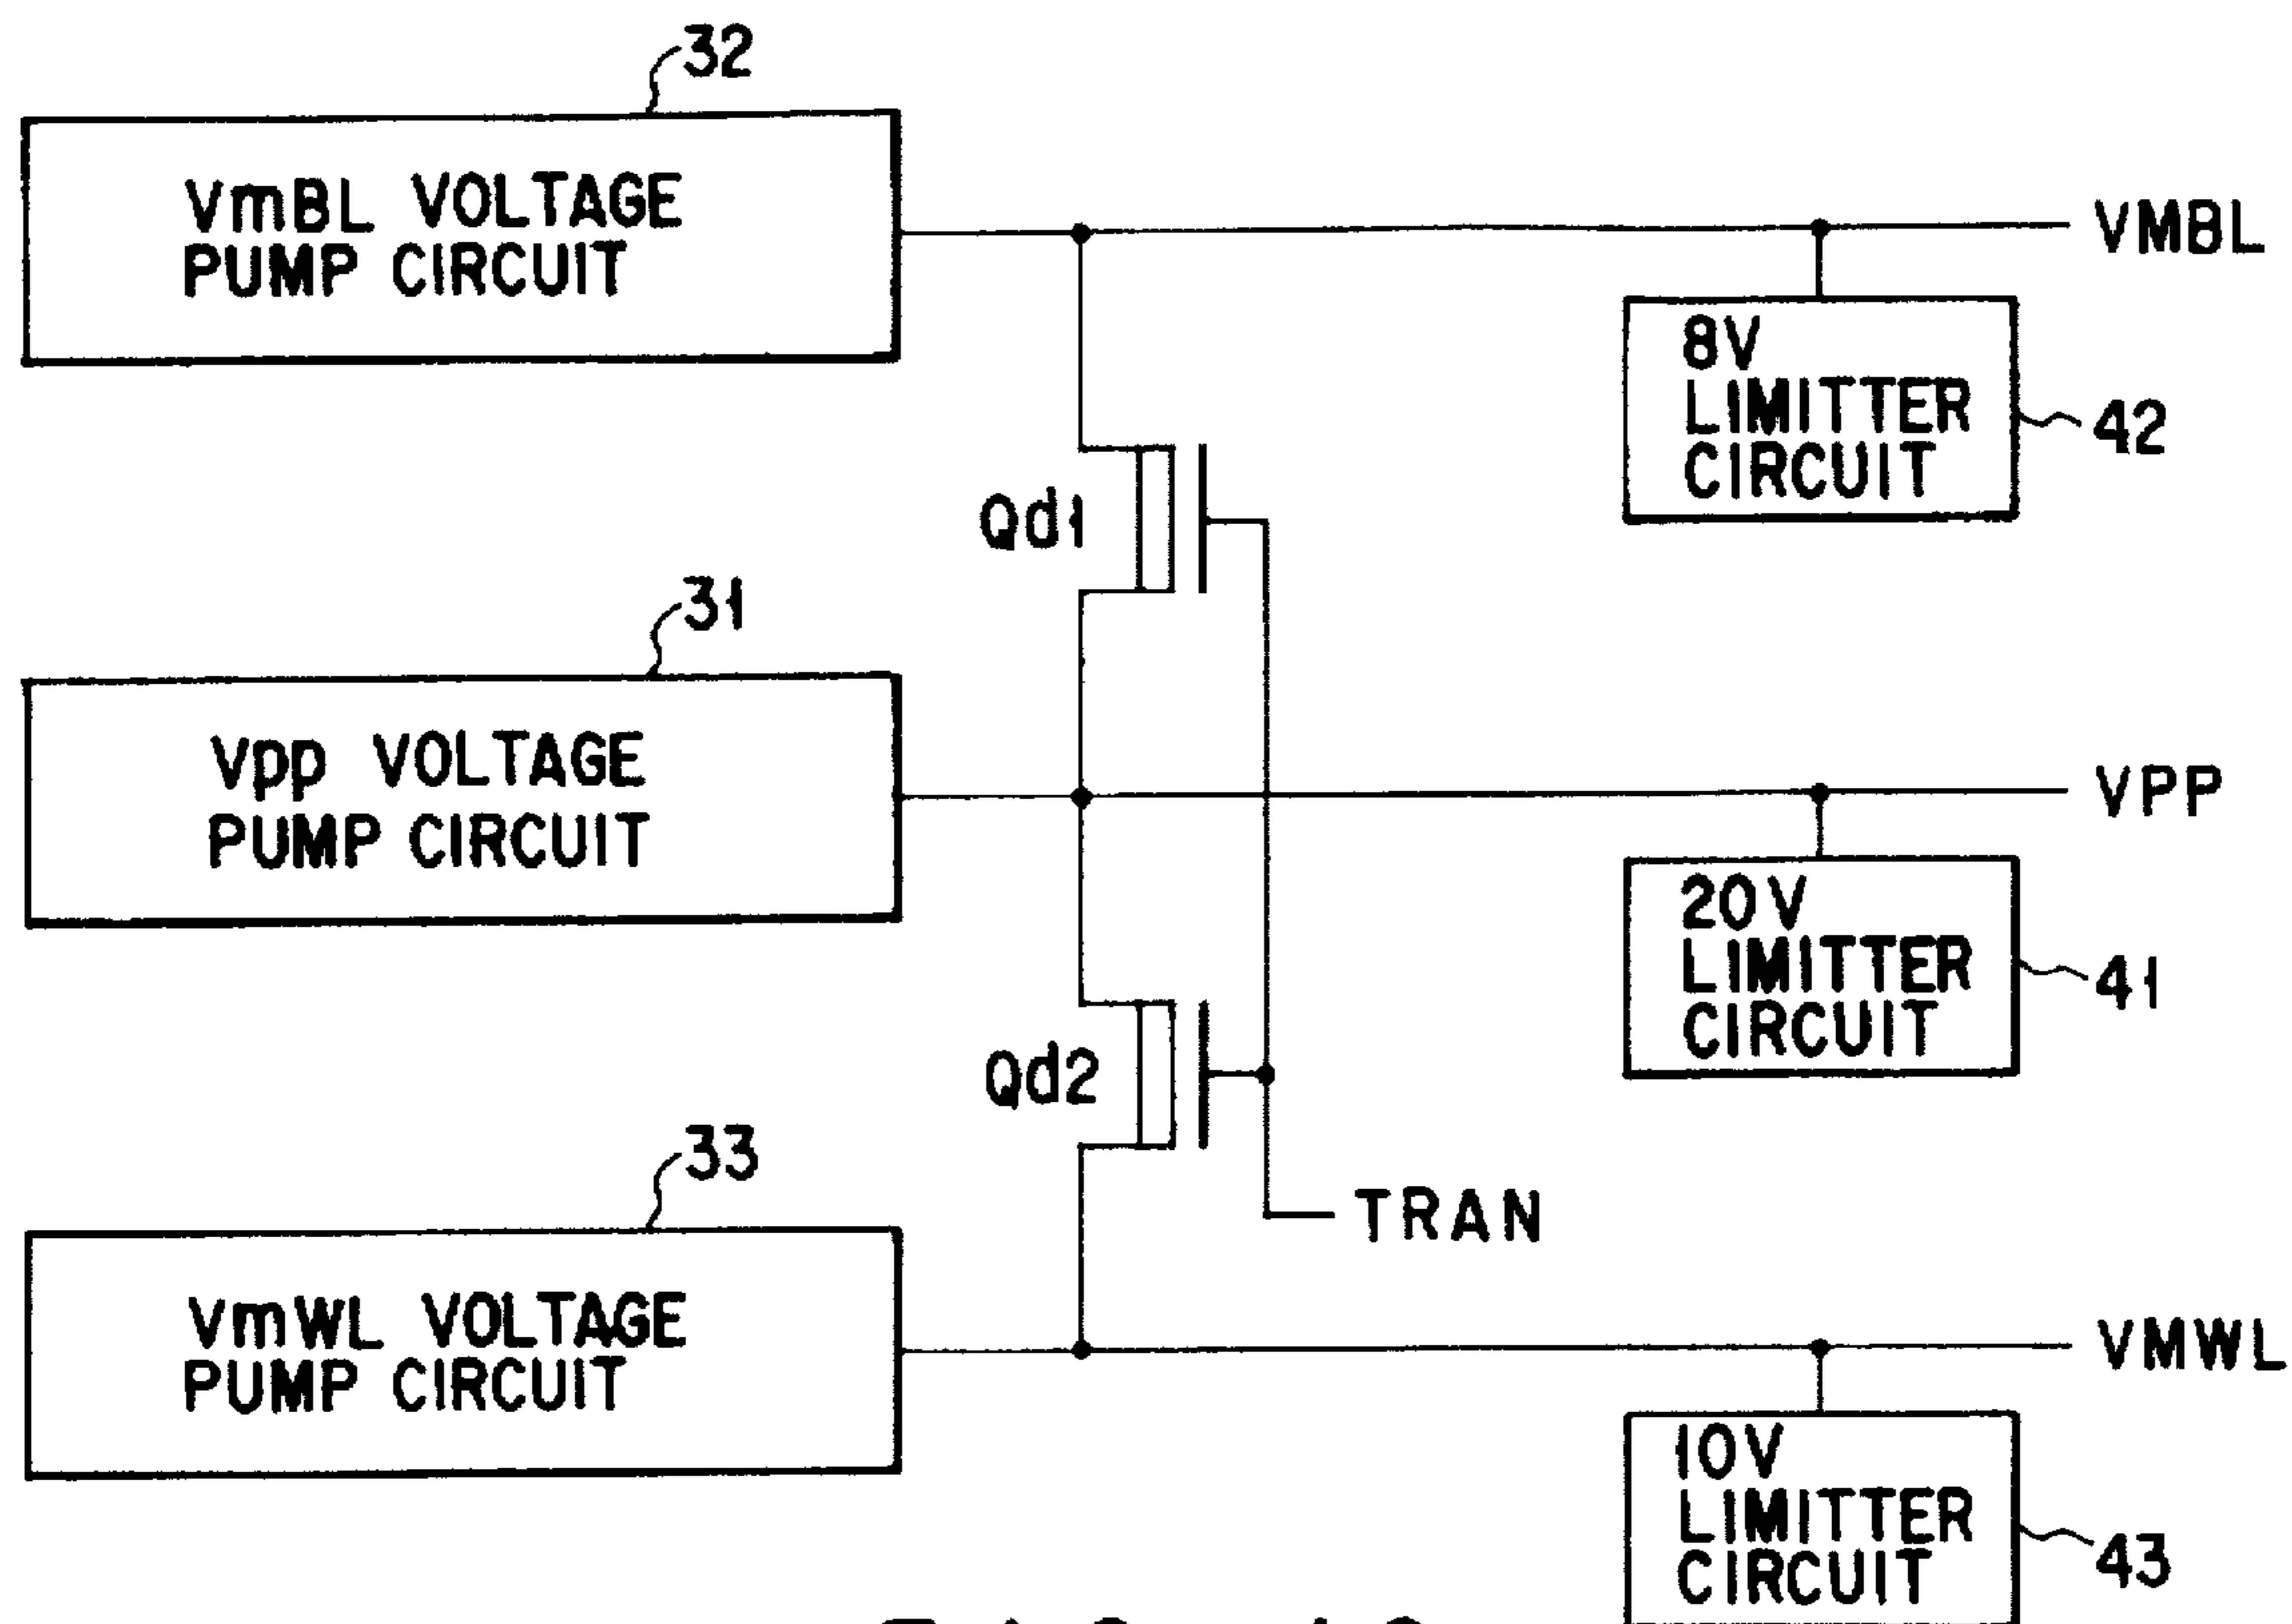 32
VmBL VOLTAGE
PUMP CIRCUIT
VMBL
8V
LIMITTER
CIRCUIT
42
Qd1
31
Vpp VOLTAGE
PUMP CIRCUIT
VPP
20V
LIMITTER
CIRCUIT
41
Qd2
33
TRAN
VmWL VOLTAGE
PUMP CIRCUIT
VMWL
10V
LIMITTER
CIRCUIT
43